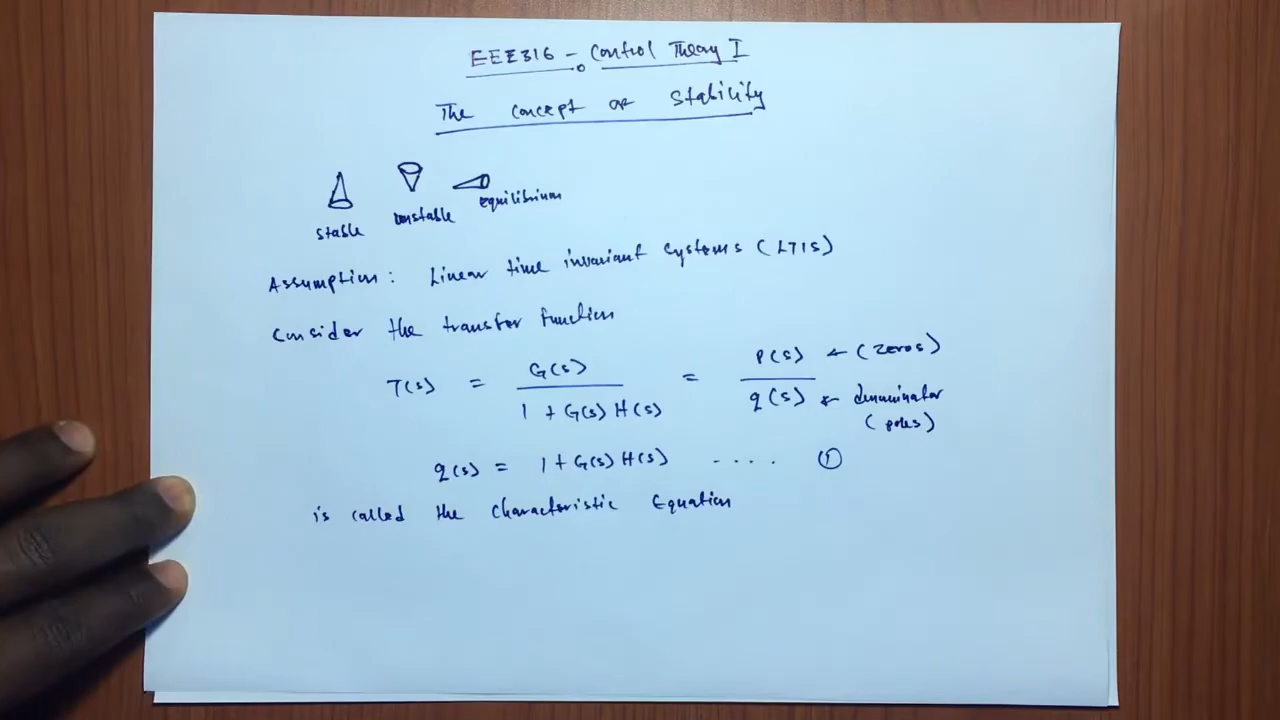 EEE316 - Control Theory I
The concept of stability
stable unstable equilibrium
Assumption: Linear time invariant systems (LTIS)
Consider the transfer function
T(s) = G(s) / 1 + G(s) H(s) = P(s) ← (zeros) / q(s) ← denominator
(poles)
q(s) = 1 + G(s) H(s) .... ①
is called the characteristic Equation